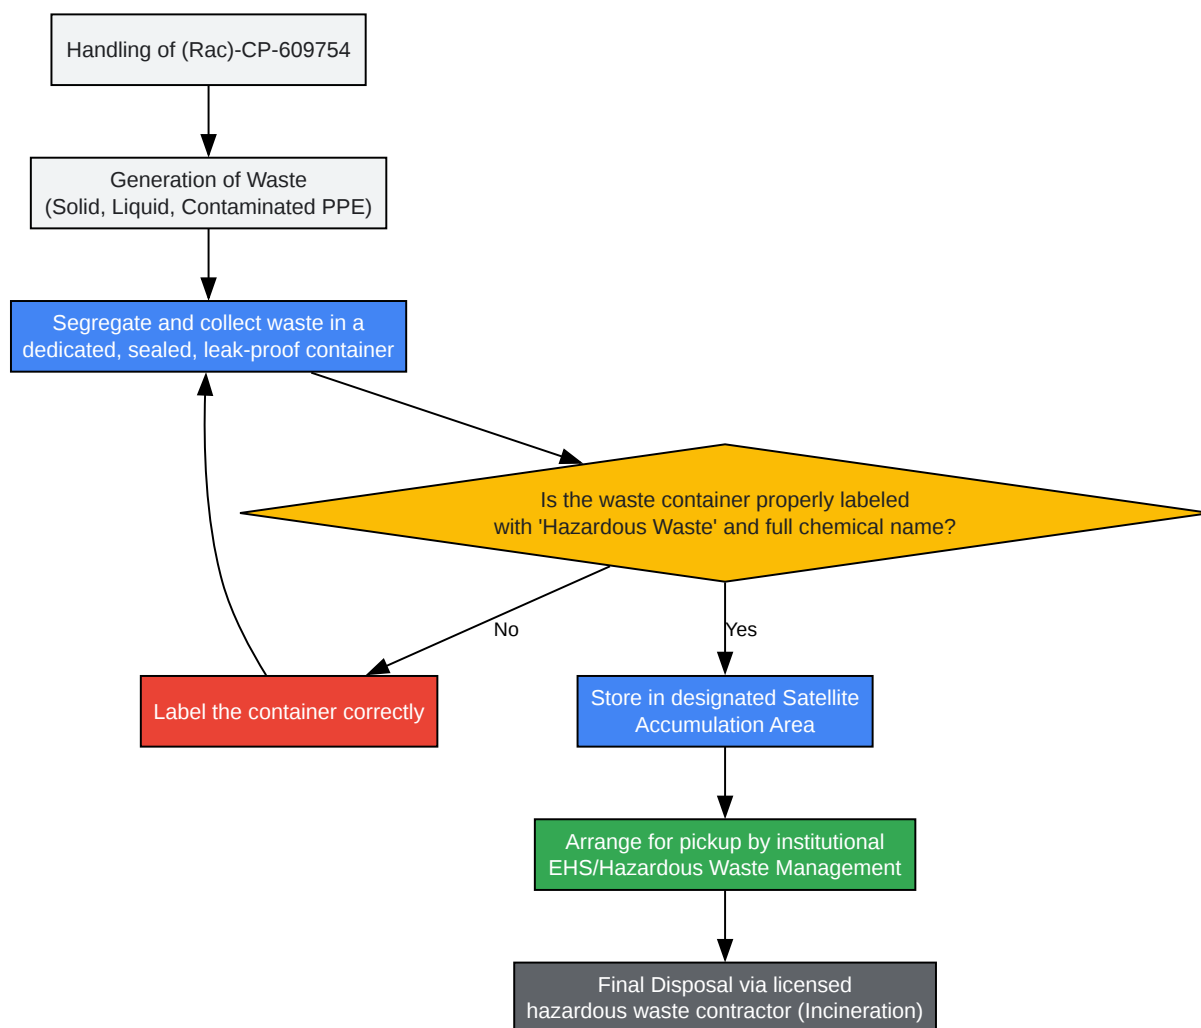 Handling of (Rac)-CP-609754
Generation of Waste
(Solid, Liquid, Contaminated PPE)
Segregate and collect waste in a
dedicated, sealed, leak-proof container
Is the waste container properly labeled
with 'Hazardous Waste' and full chemical name?
No
Yes
Label the container correctly
Store in designated Satellite
Accumulation Area
Arrange for pickup by institutional
EHS/Hazardous Waste Management
Final Disposal via licensed
hazardous waste contractor (Incineration)